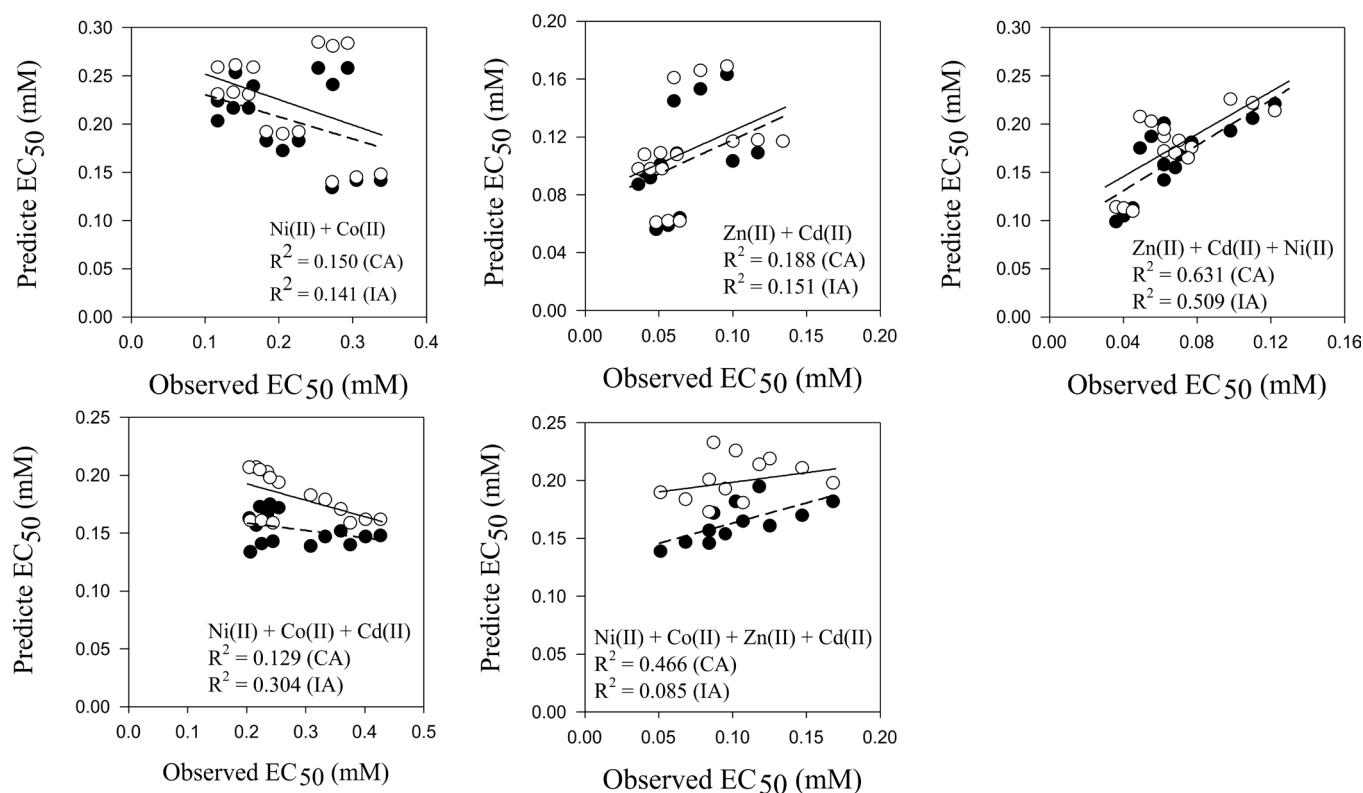 Predicte EC50 (mM)
0.30
0.25
0.20
0.15
0.10
0.05
0.00
Ni(II) + Co(II)
R2 = 0.150 (CA)
R2 = 0.141 (IA)
0.0 0.1 0.2 0.3 0.4
Observed EC50 (mM)
Predicte EC50 (mM)
0.20
0.16
0.12
0.08
0.04
0.00
Zn(II) + Cd(II)
R2 = 0.188 (CA)
R2 = 0.151 (IA)
0.00 0.05 0.10 0.15 0.20
Observed EC50 (mM)
Predicte EC50 (mM)
0.30
0.25
0.20
0.15
0.10
0.05
0.00
Zn(II) + Cd(II) + Ni(II)
R2 = 0.631 (CA)
R2 = 0.509 (IA)
0.00 0.04 0.08 0.12 0.16
Observed EC50 (mM)
Predicte EC50 (mM)
0.25
0.20
0.15
0.10
0.05
0.00
Ni(II) + Co(II) + Cd(II)
R2 = 0.129 (CA)
R2 = 0.304 (IA)
0.0 0.1 0.2 0.3 0.4 0.5
Observed EC50 (mM)
Predicte EC50 (mM)
0.25
0.20
0.15
0.10
0.05
0.00
Ni(II) + Co(II) + Zn(II) + Cd(II)
R2 = 0.466 (CA)
R2 = 0.085 (IA)
0.00 0.05 0.10 0.15 0.20
Observed EC50 (mM)